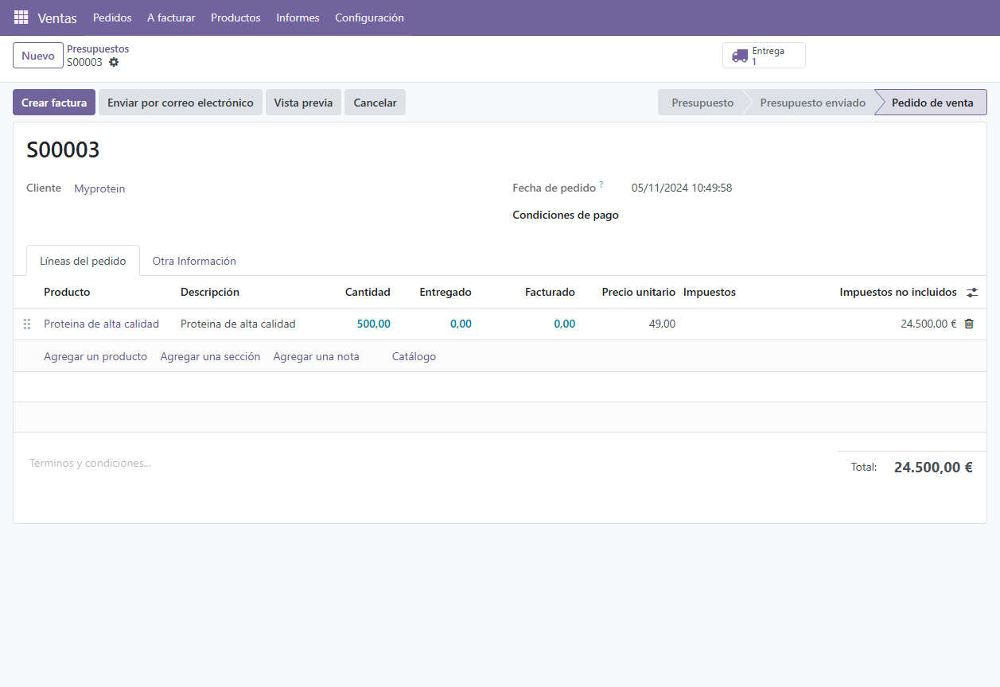 Ventas Pedidos A facturar Productos Informes Configuración
Nuevo
Presupuestos
S00003
Entrega
1
Crear factura Enviar por correo electrónico Vista previa Cancelar
Presupuesto Presupuesto enviado Pedido de venta
S00003
Cliente Myprotein
Fecha de pedido ? 05/11/2024 10:49:58
Condiciones de pago
Líneas del pedido Otra Información
Producto Descripción Cantidad Entregado Facturado Precio unitario Impuestos Impuestos no incluidos
Proteina de alta calidad Proteina de alta calidad 500,00 0,00 0,00 49,00 24.500,00 €
Agregar un producto Agregar una sección Agregar una nota Catálogo
Términos y condiciones...
Total: 24.500,00 €